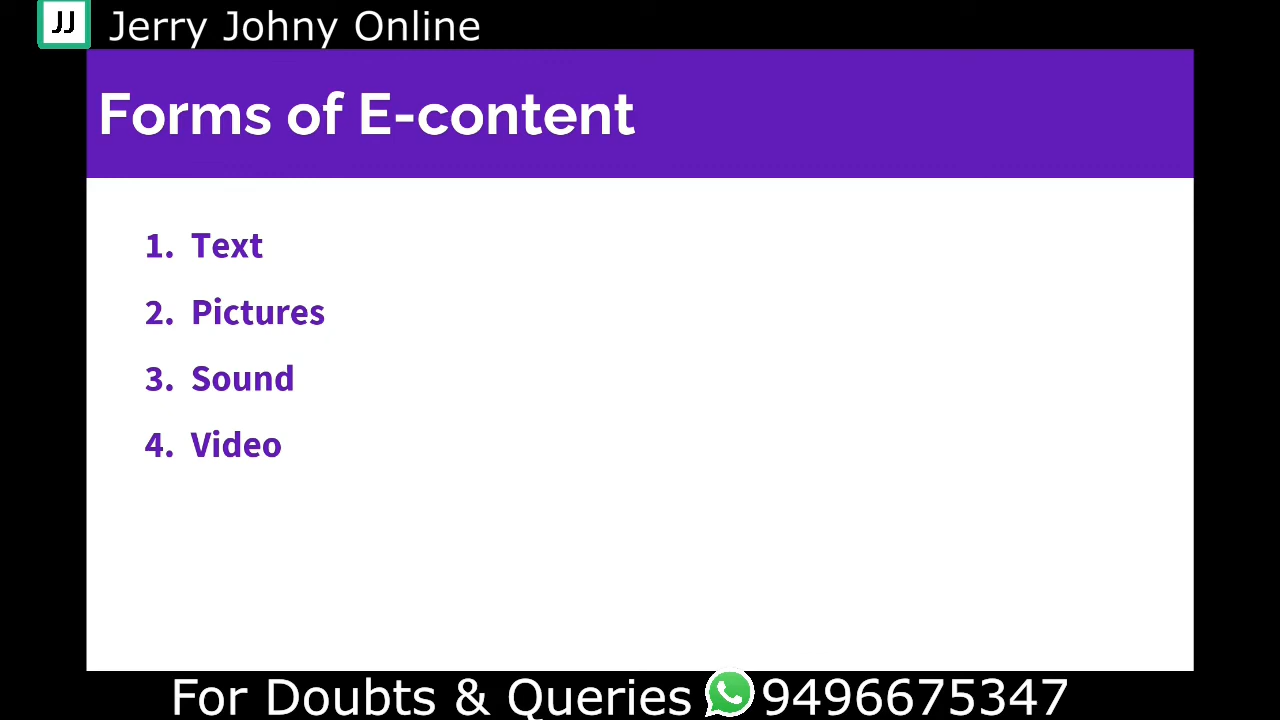 JJ Jerry Johny Online
Forms of E-content
1. Text
2. Pictures
3. Sound
4. Video
For Doubts & Queries 9496675347